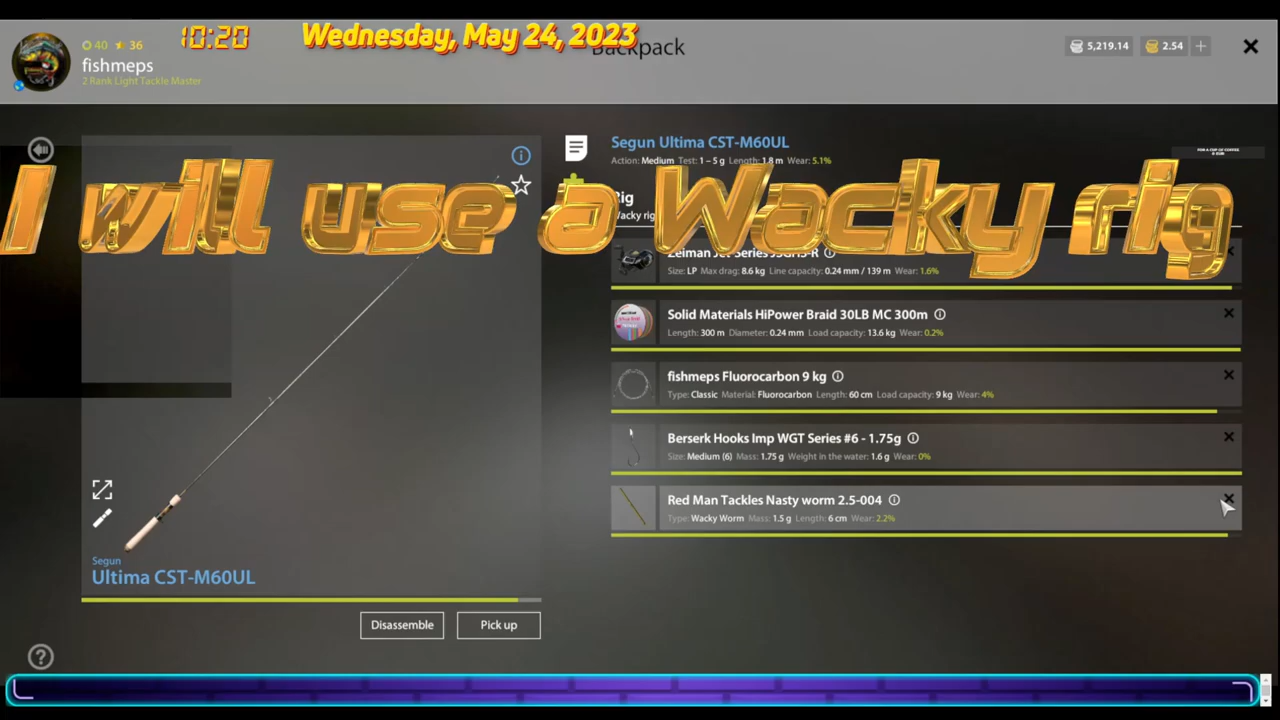 40 36
fishmeps
2 Rank Light Tackle Master
10:20
Wednesday, May 24, 2023
Backpack
5,219.14
2.54
I will use a Wacky rig
Segun Ultima CST-M60UL
Action: Medium Test: 1 – 5 g Length: 1.8 m Wear: 5.1%
Rig
Wacky rig
FOR A CUP OF COFFEE
Size: LP Max drag: 8.6 kg Line capacity: 0.24 mm / 139 m Wear: 1.6%
Solid Materials HiPower Braid 30LB MC 300m
Length: 300 m Diameter: 0.24 mm Load capacity: 13.6 kg Wear: 0.2%
fishmeps Fluorocarbon 9 kg
Type: Classic Material: Fluorocarbon Length: 60 cm Load capacity: 9 kg Wear: 4%
Berserk Hooks Imp WGT Series #6 - 1.75g
Size: Medium (6) Mass: 1.75 g Weight in the water: 1.6 g Wear: 0%
Red Man Tackles Nasty worm 2.5-004
Type: Wacky Worm Mass: 1.5 g Length: 6 cm Wear: 2.2%
Segun
Ultima CST-M60UL
Disassemble
Pick up